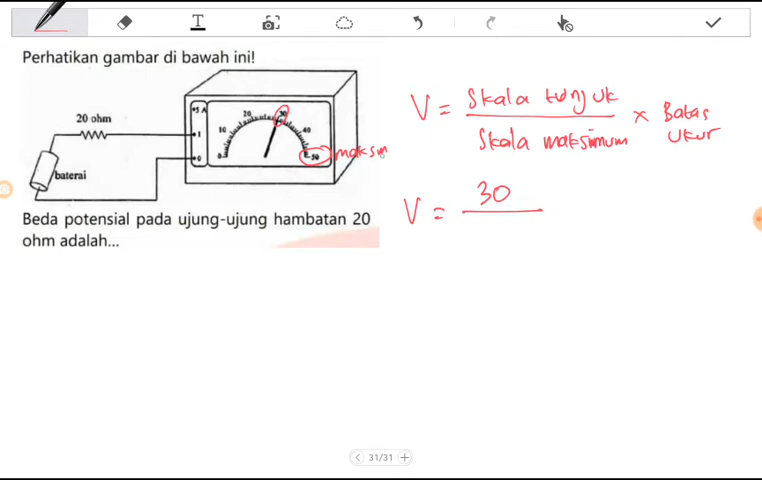 T
Perhatikan gambar di bawah ini!
20 ohm
baterai
5 A
1
0
0
10
20
30
40
50
maksim
Beda potensial pada ujung-ujung hambatan 20
ohm adalah...
V = Skala tunjuk
Skala maksimum
x Batas
Ukur
V = 30
31/31